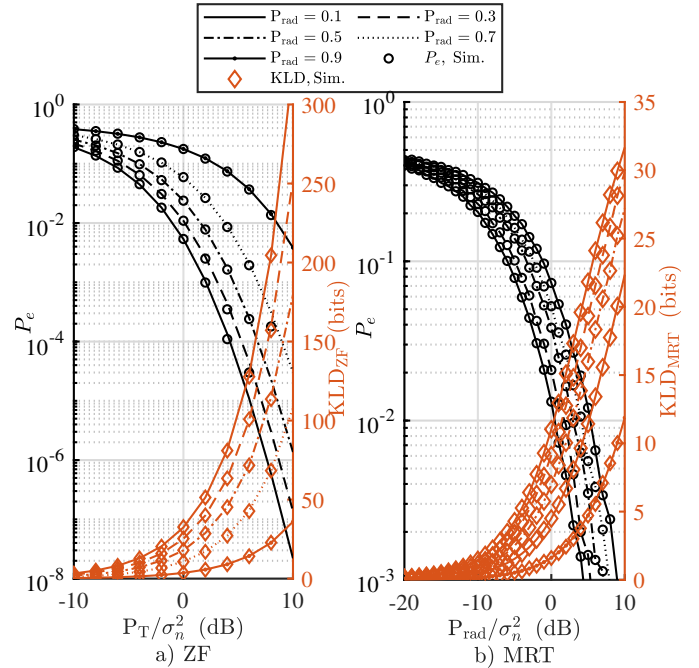 P_rad = 0.1 P_rad = 0.3
P_rad = 0.5 P_rad = 0.7
P_rad = 0.9 P_e, Sim.
KLD, Sim.
10^0 300 10^0 35
250 30
10^-2 200 10^-1 25
P_e 10^-4 150 KLD_ZF (bits) P_e 20 KLD_MRT (bits)
100 10^-2 15
10^-6 50 10
5
10^-8 0 10^-3 0
-10 0 10 -20 -10 0 10
P_T/σ_n^2 (dB) P_rad/σ_n^2 (dB)
a) ZF b) MRT